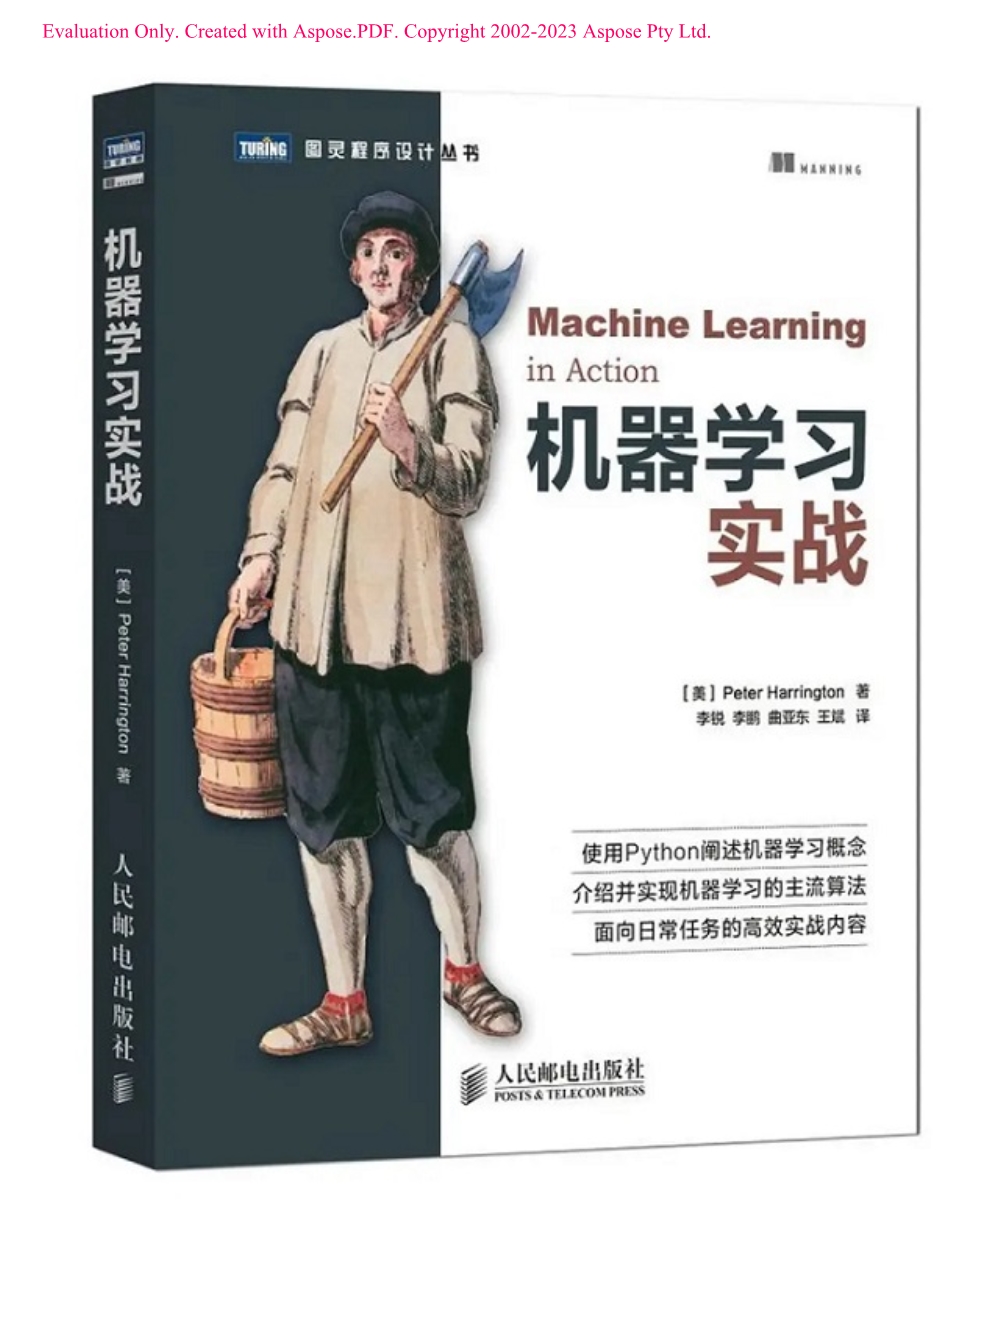 Evaluation Only. Created with Aspose.PDF. Copyright 2002-2023 Aspose Pty Ltd.
TURING
图灵程序设计丛书
MANNING
Machine Learning
in Action
机器学习
实战
[美] Peter Harrington 著
李锐 李鹏 曲亚东 王斌 译
使用Python阐述机器学习概念
介绍并实现机器学习的主流算法
面向日常任务的高效实战内容
人民邮电出版社
POSTS & TELECOM PRESS
TURING
MANNING
机器学习实战
[美] Peter Harrington 著
人民邮电出版社